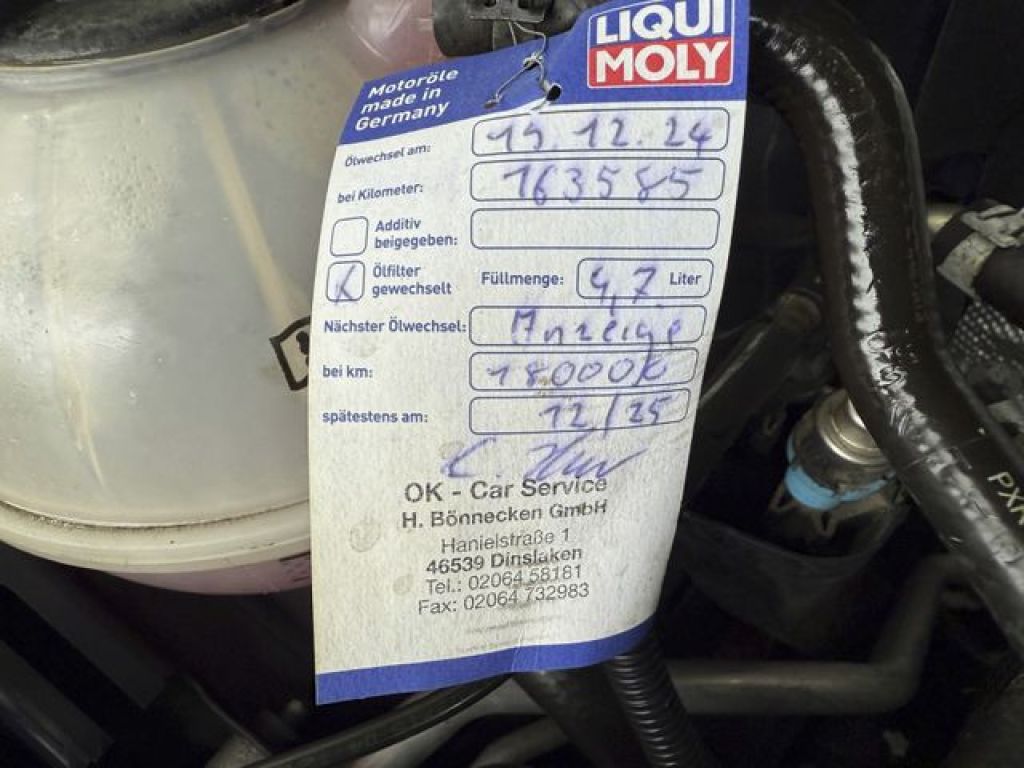 LIQUI
MOLY
Motoröle
made in
Germany
Ölwechsel am: 19.12.24
bei Kilometer: 163585
Additiv
beigegeben:
Ölfilter
gewechselt
Füllmenge: 4,7 Liter
Nächster Ölwechsel: Anzeige
bei km: 180000
spätestens am: 12/25
OK - Car Service
H. Bönnecken GmbH
Hanielstraße 1
46539 Dinslaken
Tel.: 02064 58181
Fax: 02064 732983